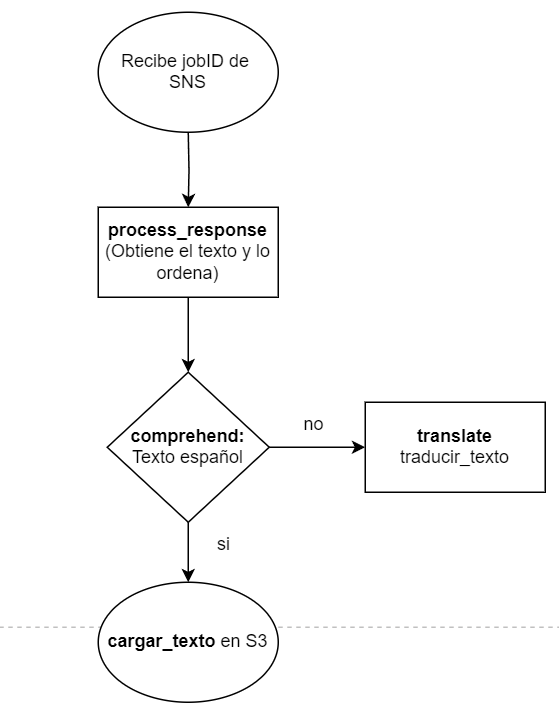 Recibe jobID de
SNS
process_response
(Obtiene el texto y lo
ordena)
comprehend:
Texto español
no
translate
traducir_texto
si
cargar_texto en S3